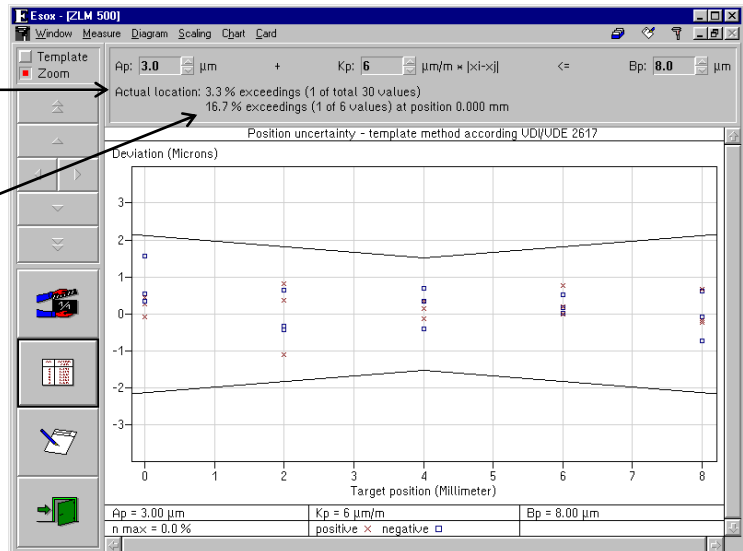 Esox - [ZLM 500]
Window Measure Diagram Scaling Chart Card
Template
Zoom
Ap: 3.0 µm + Kp: 6 µm/m * |xi-xj| <= Bp: 8.0 µm
Actual location: 3.3 % exceedings (1 of total 30 values)
16.7 % exceedings (1 of 6 values) at position 0.000 mm
Position uncertainty - template method according VDI/VDE 2617
Deviation (Microns)
3
2
1
0
-1
-2
-3
0 1 2 3 4 5 6 7 8
Target position (Millimeter)
Ap = 3.00 µm Kp = 6 µm/m Bp = 8.00 µm
n max = 0.0 % positive × negative □